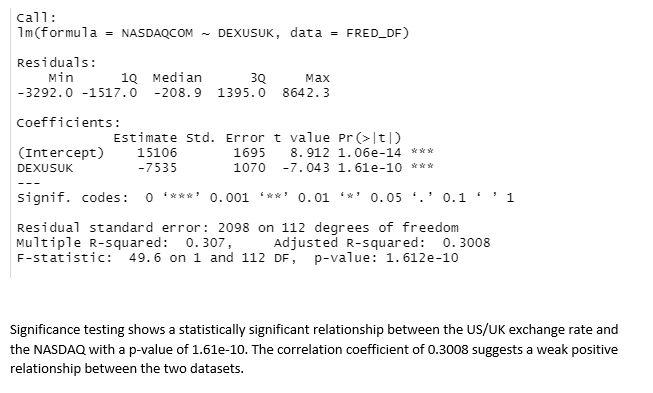 Call:
lm(formula = NASDAQCOM ~ DEXUSUK, data = FRED_DF)
Residuals:
Min 1Q Median 3Q Max
-3292.0 -1517.0 -208.9 1395.0 8642.3
Coefficients:
Estimate Std. Error t value Pr(>|t|)
(Intercept) 15106 1695 8.912 1.06e-14 ***
DEXUSUK -7535 1070 -7.043 1.61e-10 ***
---
Signif. codes: 0 ‘***’ 0.001 ‘**’ 0.01 ‘*’ 0.05 ‘.’ 0.1 ‘ ’ 1
Residual standard error: 2098 on 112 degrees of freedom
Multiple R-squared: 0.307, Adjusted R-squared: 0.3008
F-statistic: 49.6 on 1 and 112 DF, p-value: 1.612e-10
Significance testing shows a statistically significant relationship between the US/UK exchange rate and
the NASDAQ with a p-value of 1.61e-10. The correlation coefficient of 0.3008 suggests a weak positive
relationship between the two datasets.